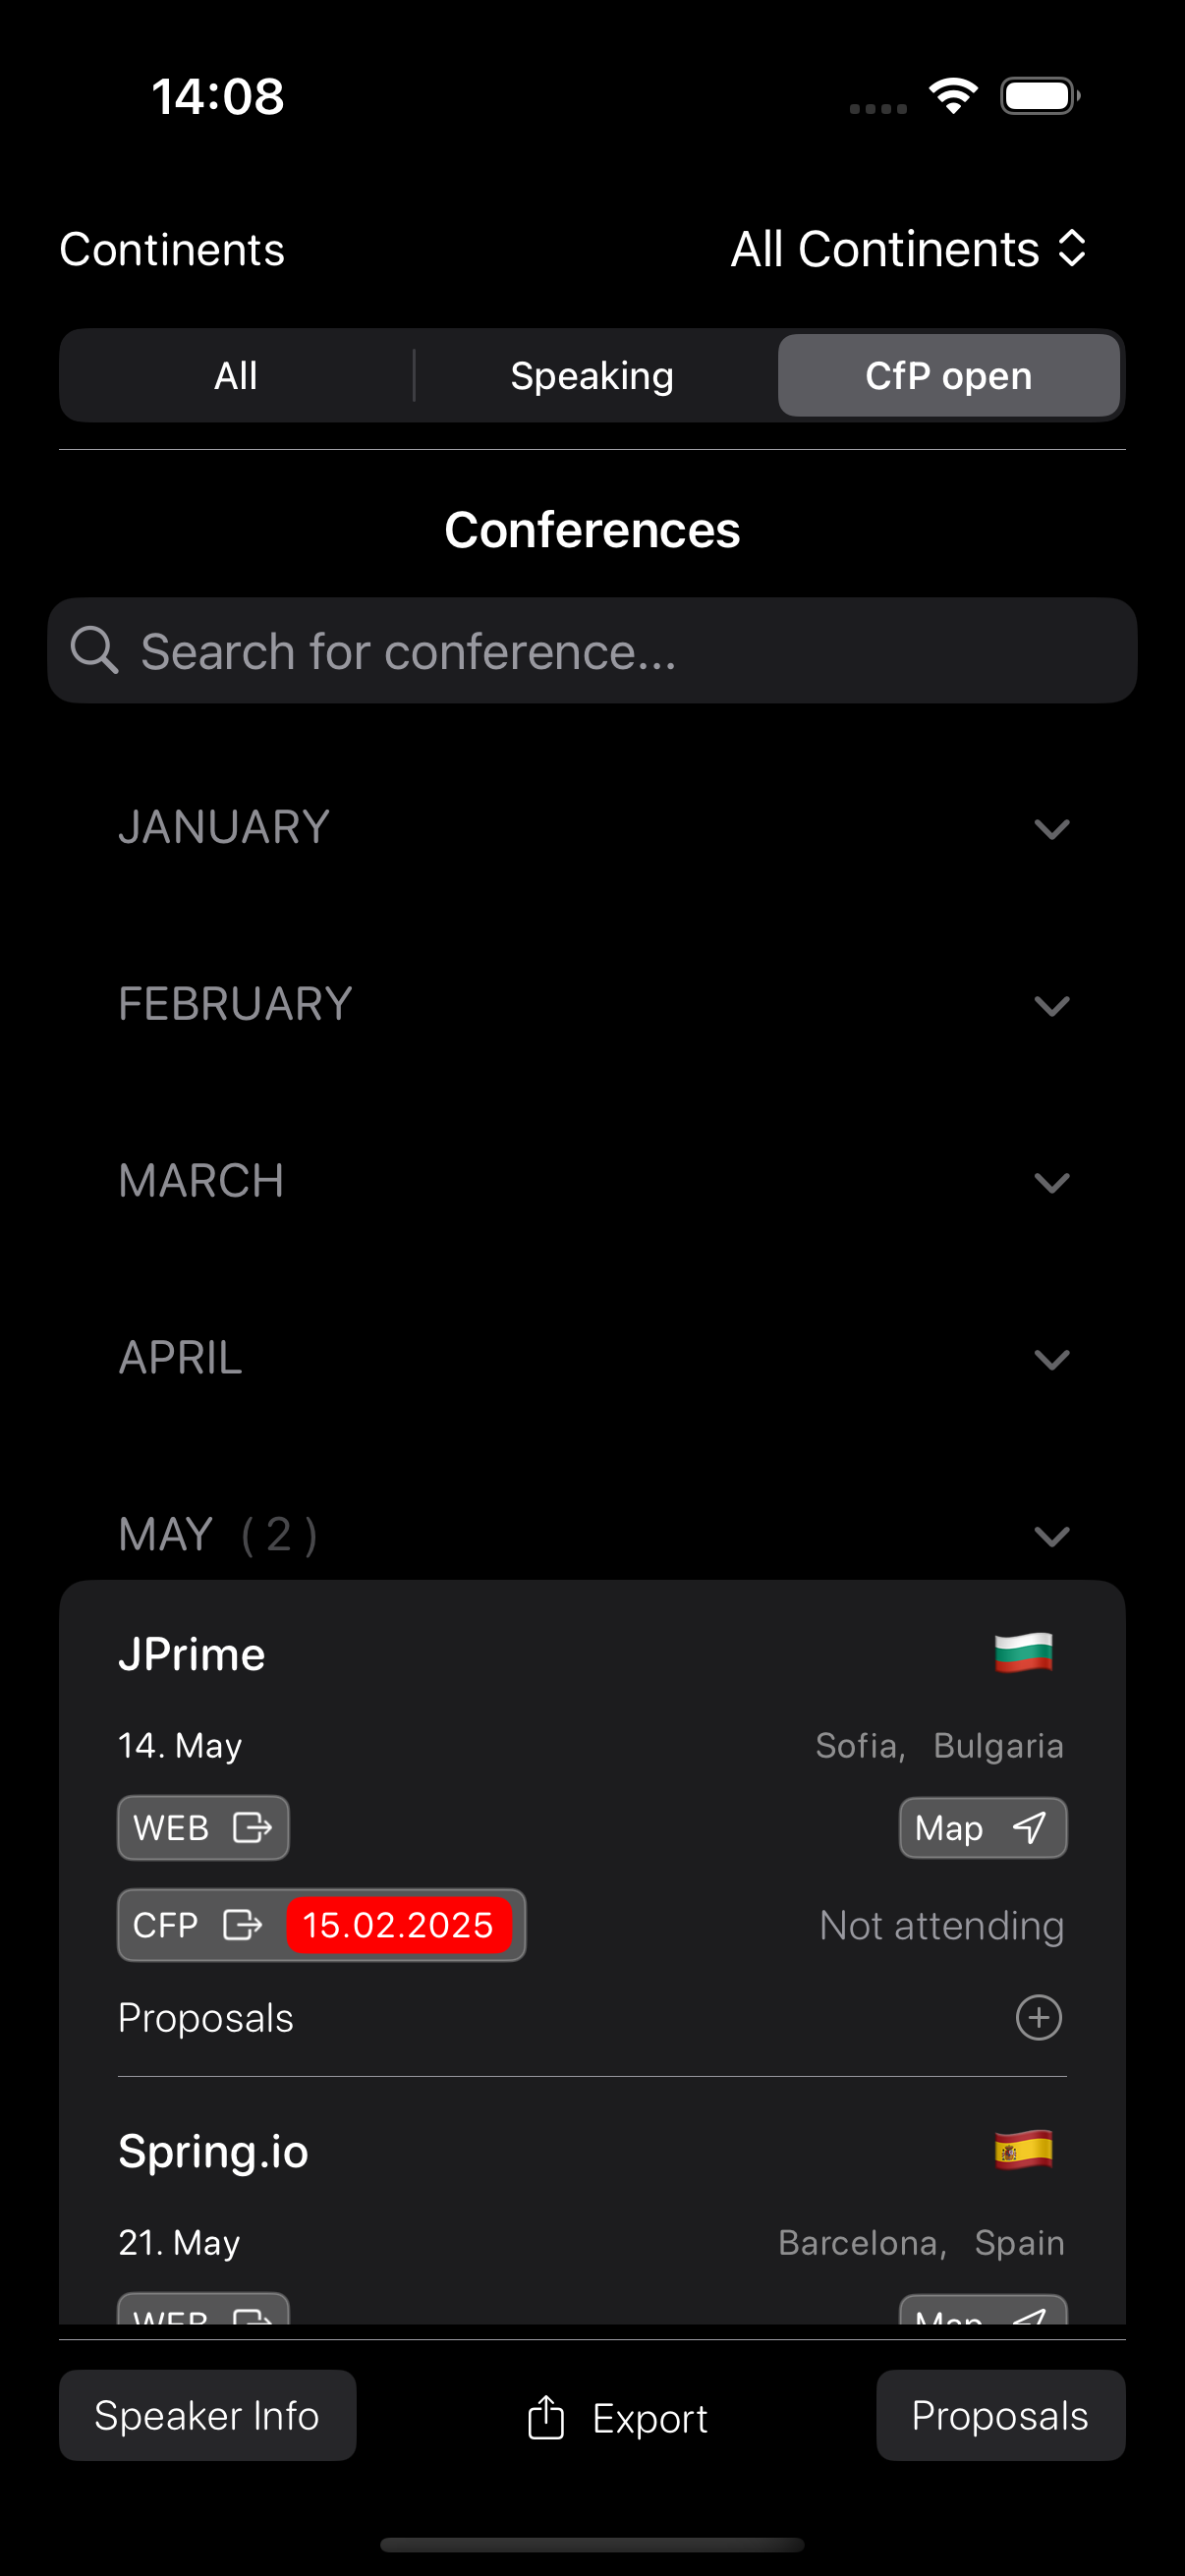 14:08
Continents All Continents
All Speaking CfP open
Conferences
Search for conference...
JANUARY
FEBRUARY
MARCH
APRIL
MAY ( 2 )
JPrime
14. May Sofia, Bulgaria
WEB Map
CFP 15.02.2025 Not attending
Proposals
Spring.io
21. May Barcelona, Spain
WEB Map
Speaker Info Export Proposals